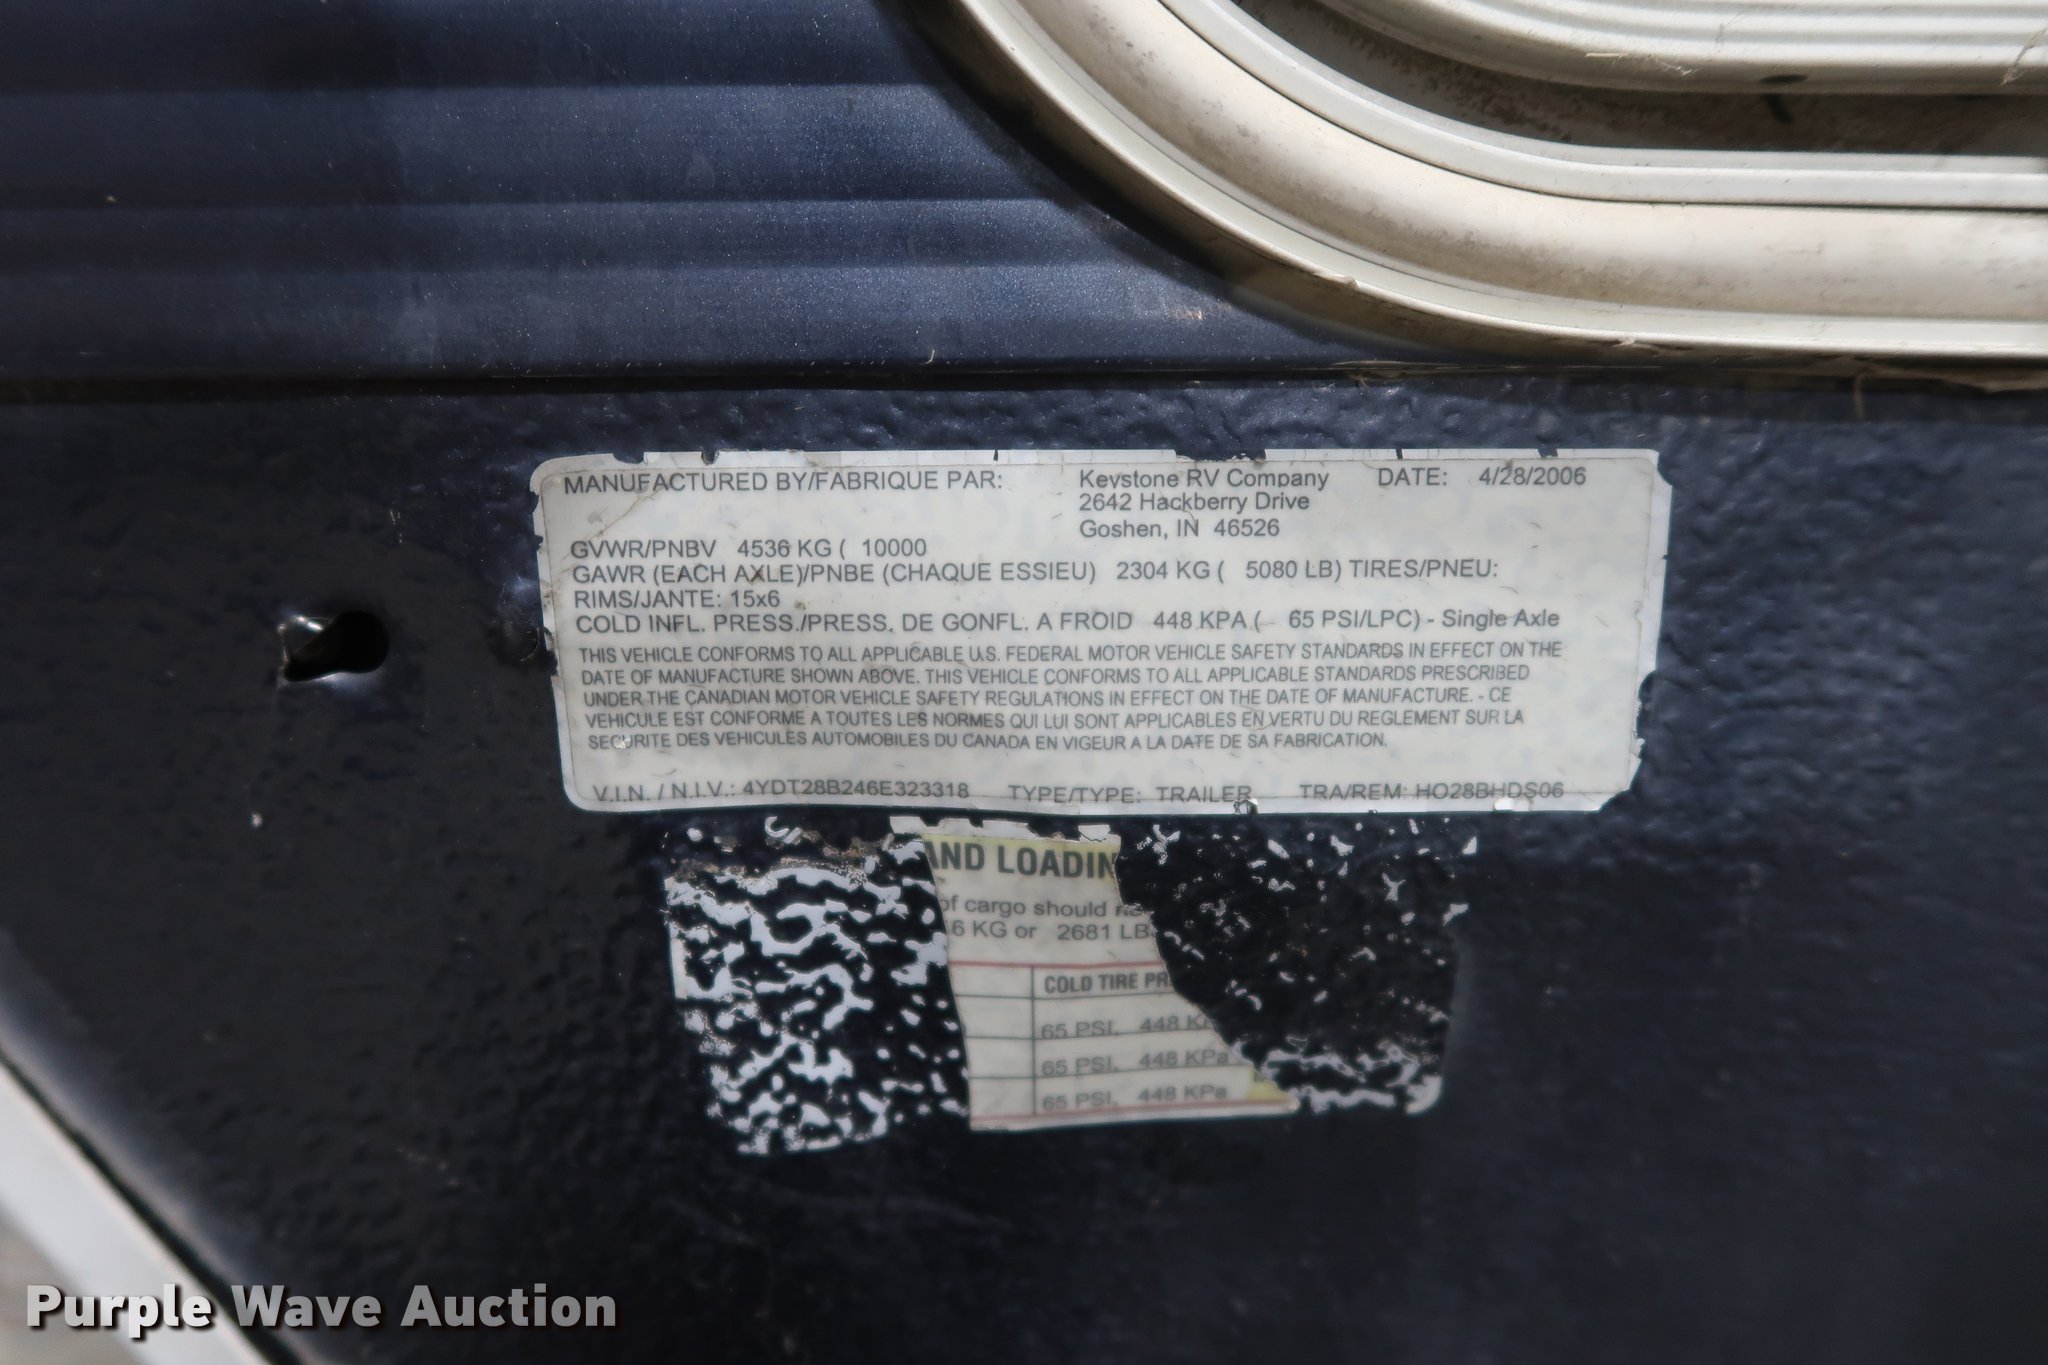 MANUFACTURED BY/FABRIQUE PAR: Keystone RV Company DATE: 4/28/2006
2642 Hackberry Drive
Goshen, IN 46526
GVWR/PNBV 4536 KG ( 10000
GAWR (EACH AXLE)/PNBE (CHAQUE ESSIEU) 2304 KG ( 5080 LB) TIRES/PNEU:
RIMS/JANTE: 15x6
COLD INFL. PRESS./PRESS. DE GONFL. A FROID 448 KPA ( 65 PSI/LPC) - Single Axle
THIS VEHICLE CONFORMS TO ALL APPLICABLE U.S. FEDERAL MOTOR VEHICLE SAFETY STANDARDS IN EFFECT ON THE
DATE OF MANUFACTURE SHOWN ABOVE. THIS VEHICLE CONFORMS TO ALL APPLICABLE STANDARDS PRESCRIBED
UNDER THE CANADIAN MOTOR VEHICLE SAFETY REGULATIONS IN EFFECT ON THE DATE OF MANUFACTURE. - CE
VEHICULE EST CONFORME A TOUTES LES NORMES QUI LUI SONT APPLICABLES EN VERTU DU REGLEMENT SUR LA
SECURITE DES VEHICULES AUTOMOBILES DU CANADA EN VIGEUR A LA DATE DE SA FABRICATION.
V.I.N. / N.I.V.: 4YDT28B246E323318 TYPE/TYPE: TRAILER TRA/REM: HO28BHDS06
AND LOADIN
of cargo should
6 KG or 2681 LB
COLD TIRE PR
65 PSI, 448 KPa
65 PSI, 448 KPa
65 PSI, 448 KPa
Purple Wave Auction